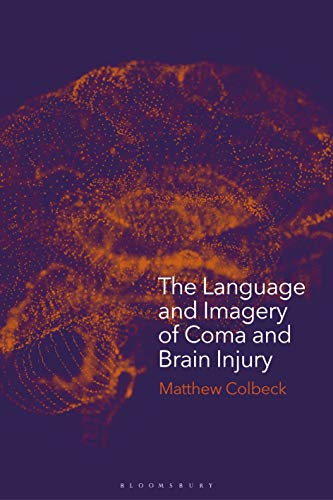 The Language
and Imagery
of Coma and
Brain Injury
Matthew Colbeck
BLOOMSBURY